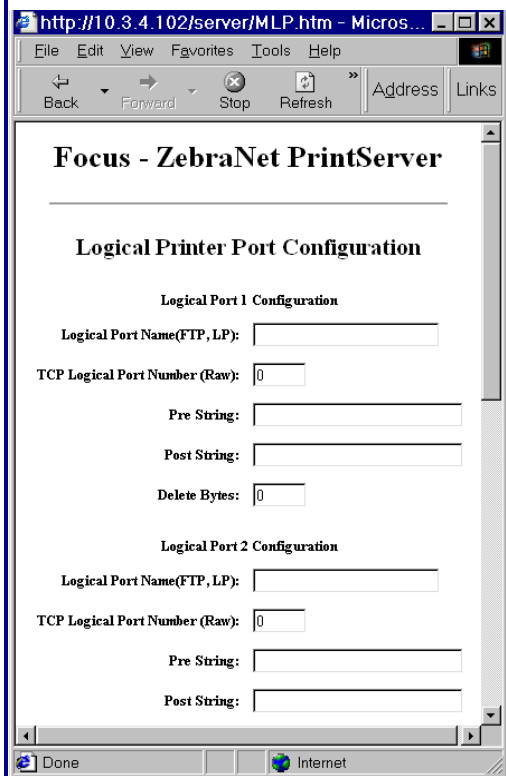 http://10.3.4.102/server/MLP.htm - Micros...
File Edit View Favorites Tools Help
Back Forward Stop Refresh » Address Links
Focus - ZebraNet PrintServer
Logical Printer Port Configuration
Logical Port 1 Configuration
Logical Port Name(FTP, LP):
TCP Logical Port Number (Raw): 0
Pre String:
Post String:
Delete Bytes: 0
Logical Port 2 Configuration
Logical Port Name(FTP, LP):
TCP Logical Port Number (Raw): 0
Pre String:
Post String:
Done Internet